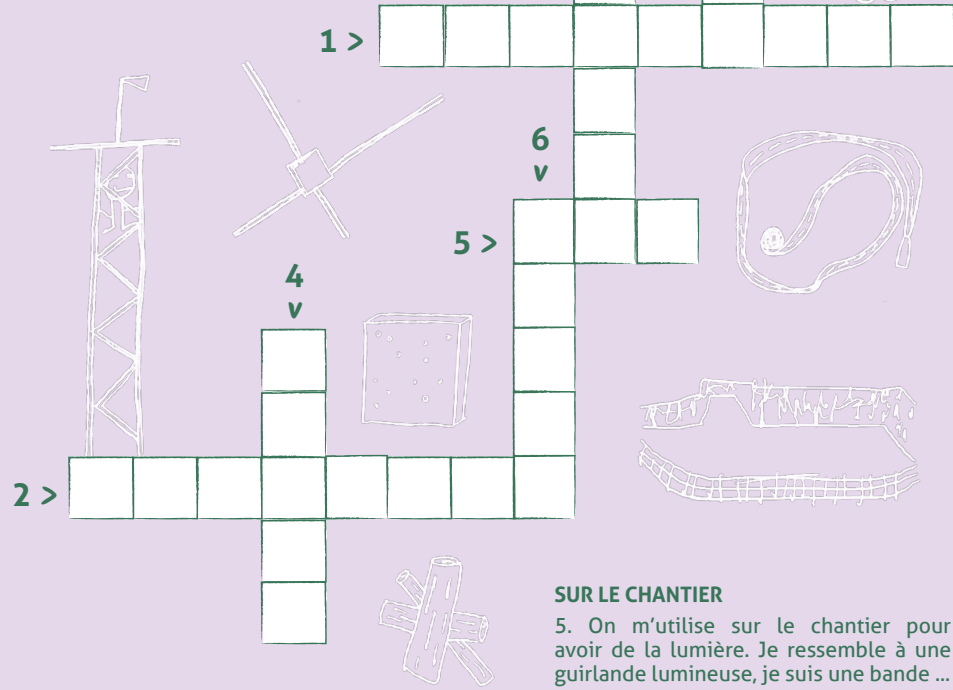 1 >
6
v
5 >
4
v
2 >
SUR LE CHANTIER
5. On m’utilise sur le chantier pour
avoir de la lumière. Je ressemble à une
guirlande lumineuse, je suis une bande ...